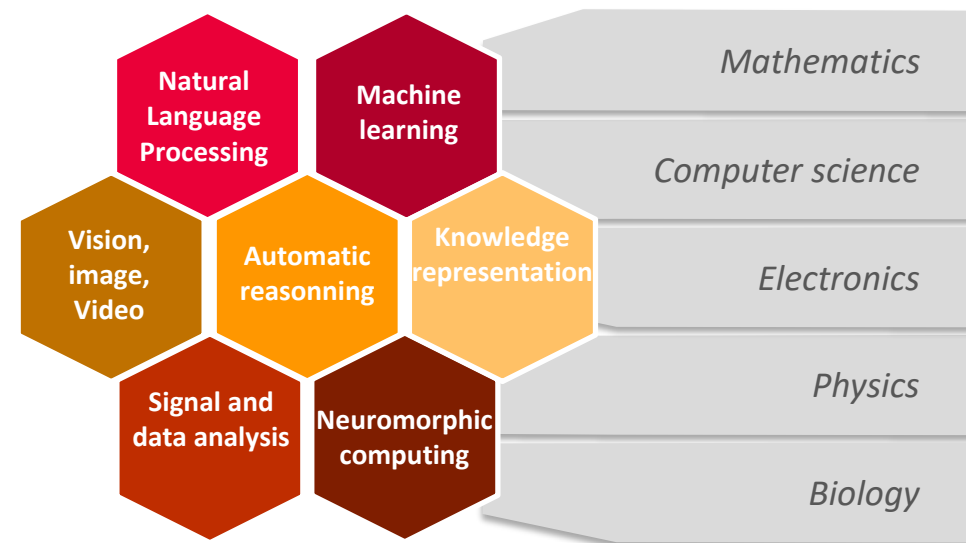 Natural
Language
Processing
Machine
learning
Vision,
image,
Video
Automatic
reasonning
Knowledge
representation
Signal and
data analysis
Neuromorphic
computing
Mathematics
Computer science
Electronics
Physics
Biology